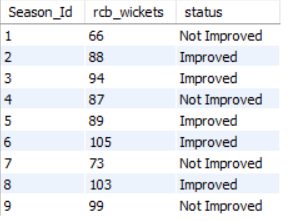 Season_Id rcb_wickets status
1 66 Not Improved
2 88 Improved
3 94 Improved
4 87 Not Improved
5 89 Improved
6 105 Improved
7 73 Not Improved
8 103 Improved
9 99 Not Improved